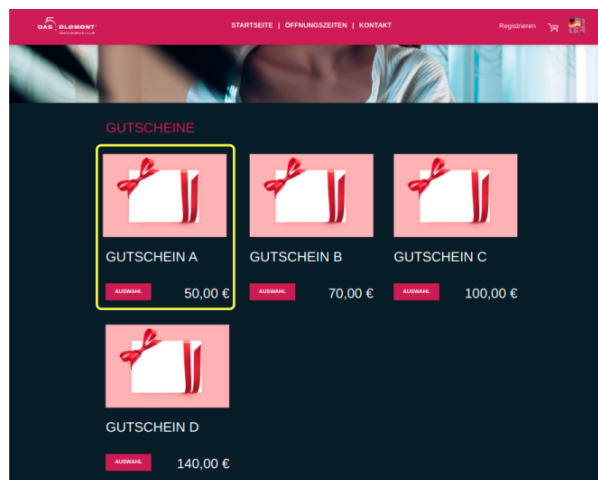 DAS ELEMENT
STARTSEITE | ÖFFNUNGSZEITEN | KONTAKT
Registrieren
GUTSCHEINE
GUTSCHEIN A
GUTSCHEIN B
GUTSCHEIN C
AUSWAHL 50,00 €
AUSWAHL 70,00 €
AUSWAHL 100,00 €
GUTSCHEIN D
AUSWAHL 140,00 €